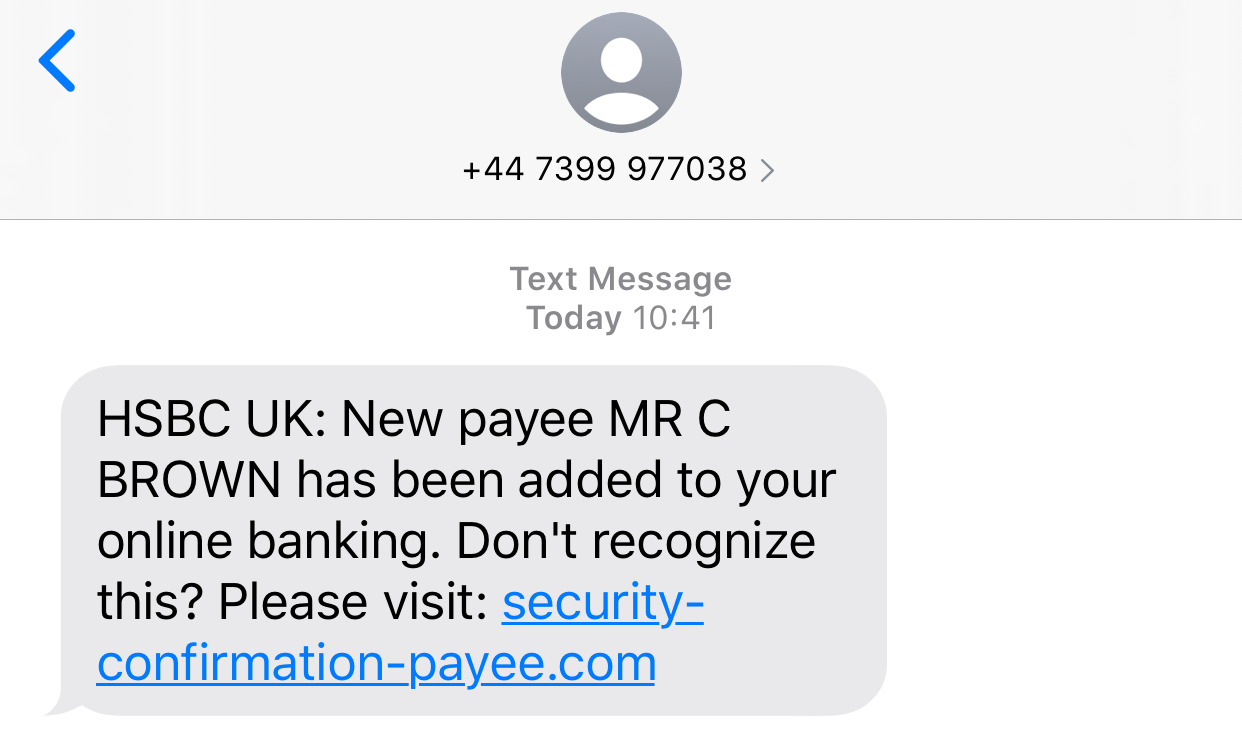 +44 7399 977038
Text Message
Today 10:41
HSBC UK: New payee MR C
BROWN has been added to your
online banking. Don't recognize
this? Please visit: security-
confirmation-payee.com